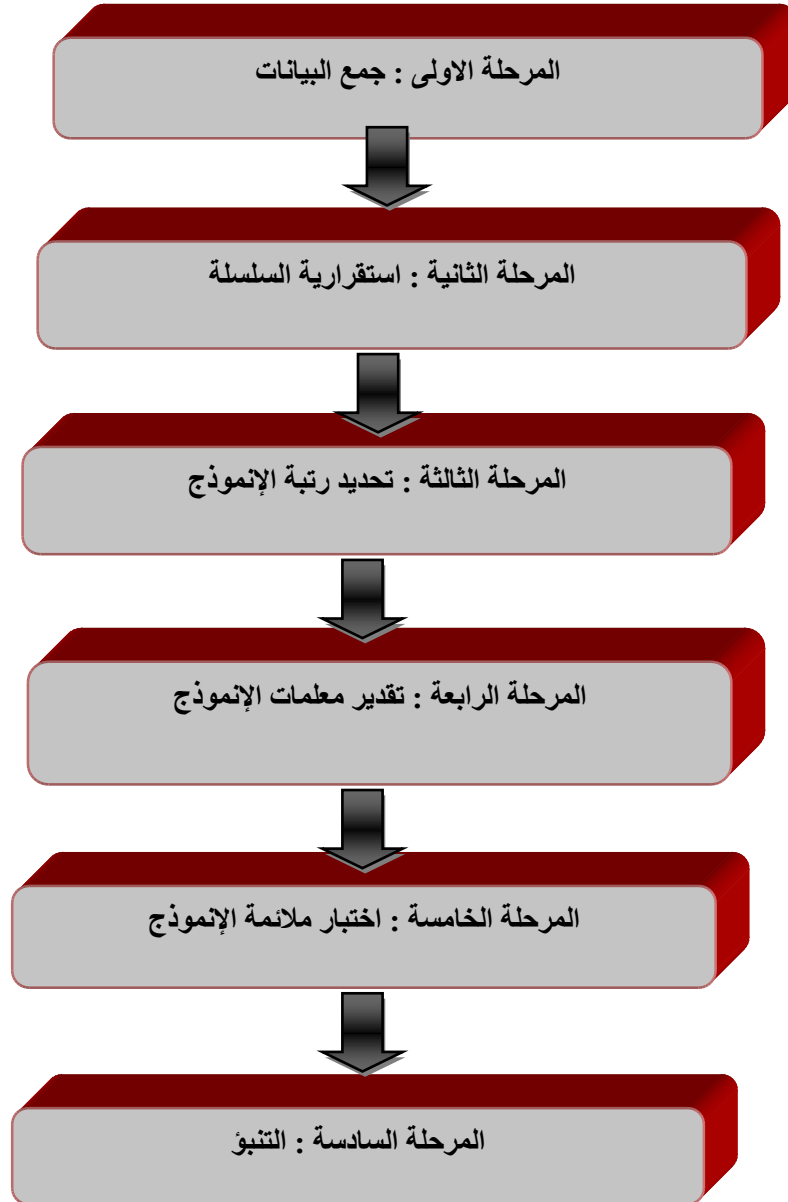 المرحلة الاولى : جمع البيانات
المرحلة الثانية : استقرارية السلسلة
المرحلة الثالثة : تحديد رتبة الإنموذج
المرحلة الرابعة : تقدير معلمات الإنموذج
المرحلة الخامسة : اختبار ملائمة الإنموذج
المرحلة السادسة : التنبؤ